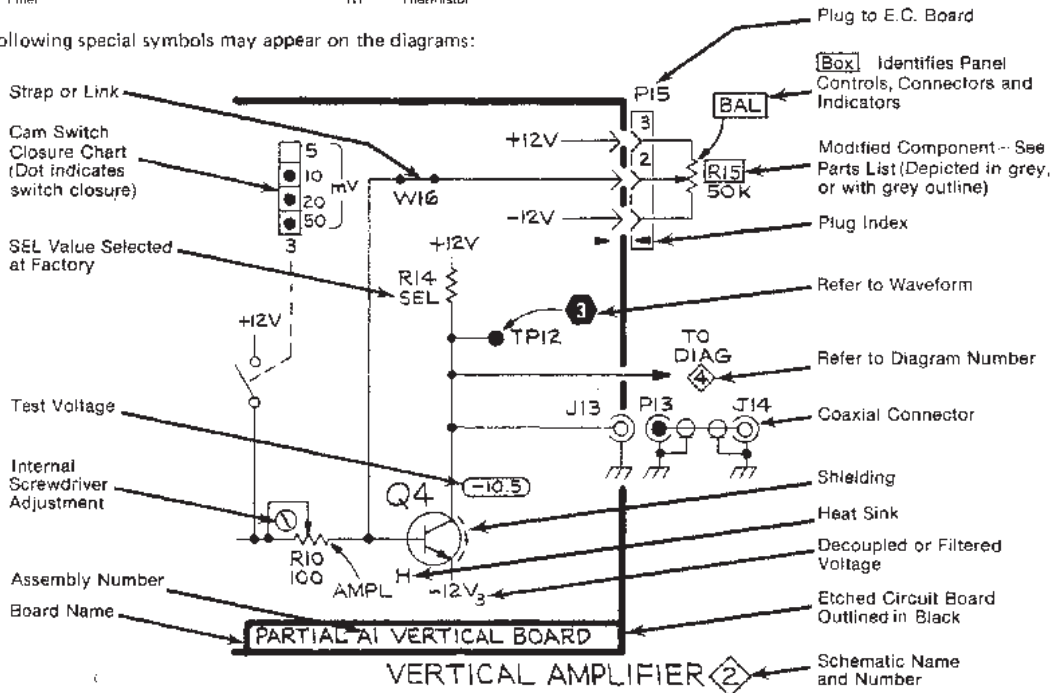 Thermistor
ollowing special symbols may appear on the diagrams:
Plug to E.C. Board
Box Identifies Panel
Controls, Connectors and
Indicators
Modified Component -- See
Parts List (Depicted in grey,
or with grey outline)
Plug Index
Refer to Waveform
Refer to Diagram Number
Coaxial Connector
Shielding
Heat Sink
Decoupled or Filtered
Voltage
Etched Circuit Board
Outlined in Black
Schematic Name
and Number
Strap or Link
Cam Switch
Closure Chart
(Dot indicates
switch closure)
SEL Value Selected
at Factory
Test Voltage
Internal
Screwdriver
Adjustment
Assembly Number
Board Name
5
10
20
50
mV
3
+12V
W16
+12V
R14
SEL
TP12
3
P15
3
2
1
+12V
-12V
BAL
R15
50K
TO
DIAG
4
J13
P13
J14
-10.5
Q4
R10
100
AMPL
H
-12V3
PARTIAL A1 VERTICAL BOARD
VERTICAL AMPLIFIER 2